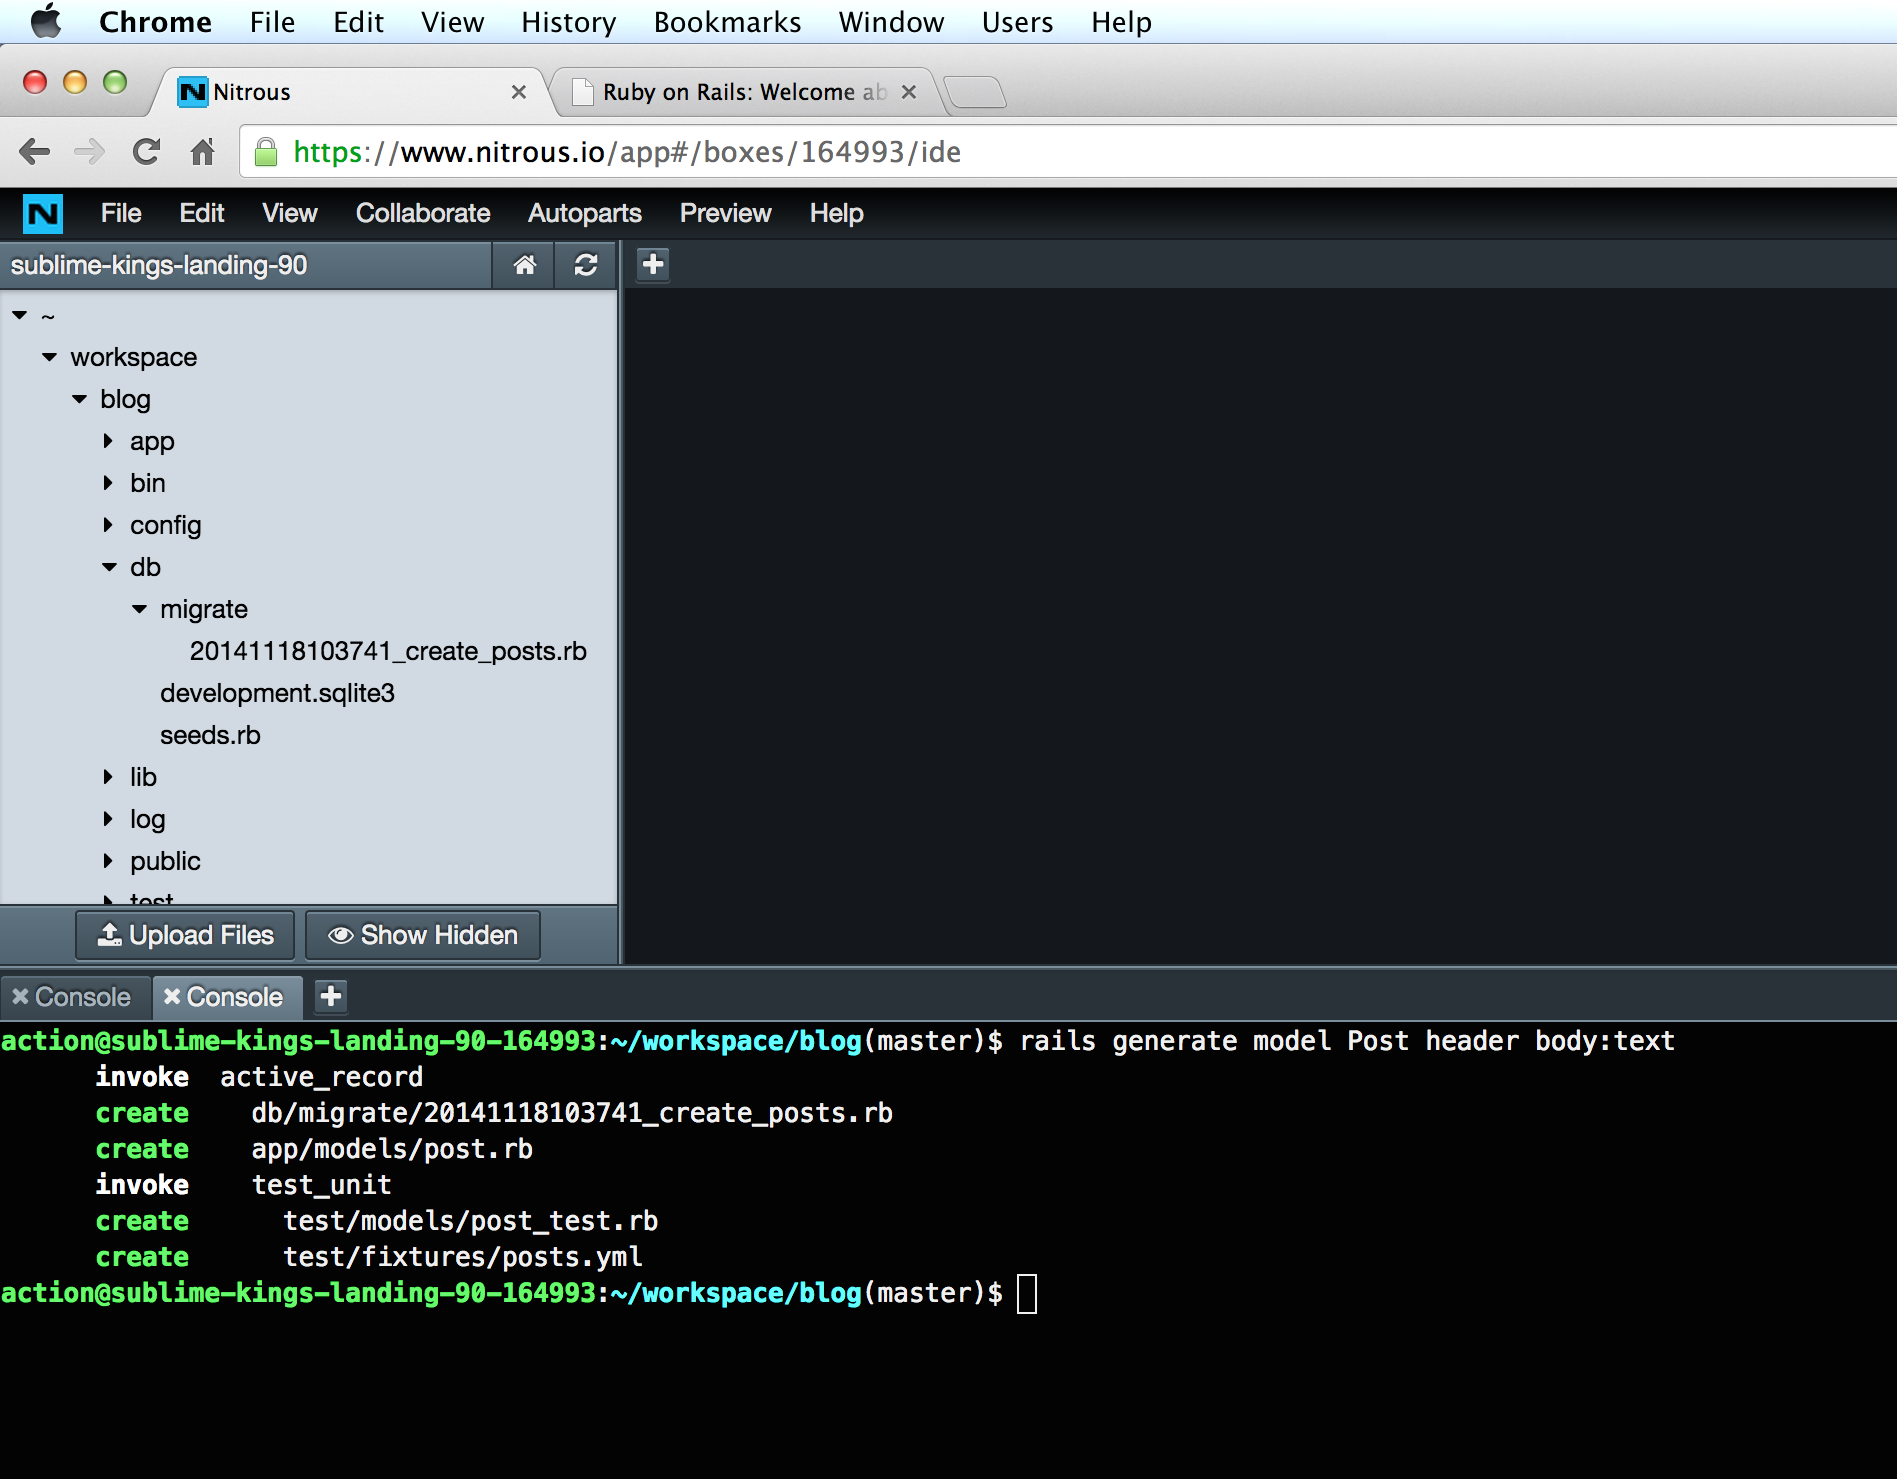 Chrome File Edit View History Bookmarks Window Users Help
Nitrous
Ruby on Rails: Welcome ab
https://www.nitrous.io/app#/boxes/164993/ide
N File Edit View Collaborate Autoparts Preview Help
sublime-kings-landing-90
~
workspace
blog
app
bin
config
db
migrate
20141118103741_create_posts.rb
development.sqlite3
seeds.rb
lib
log
public
test
Upload Files Show Hidden
Console Console
action@sublime-kings-landing-90-164993:~/workspace/blog(master)$ rails generate model Post header body:text
invoke active_record
create db/migrate/20141118103741_create_posts.rb
create app/models/post.rb
invoke test_unit
create test/models/post_test.rb
create test/fixtures/posts.yml
action@sublime-kings-landing-90-164993:~/workspace/blog(master)$